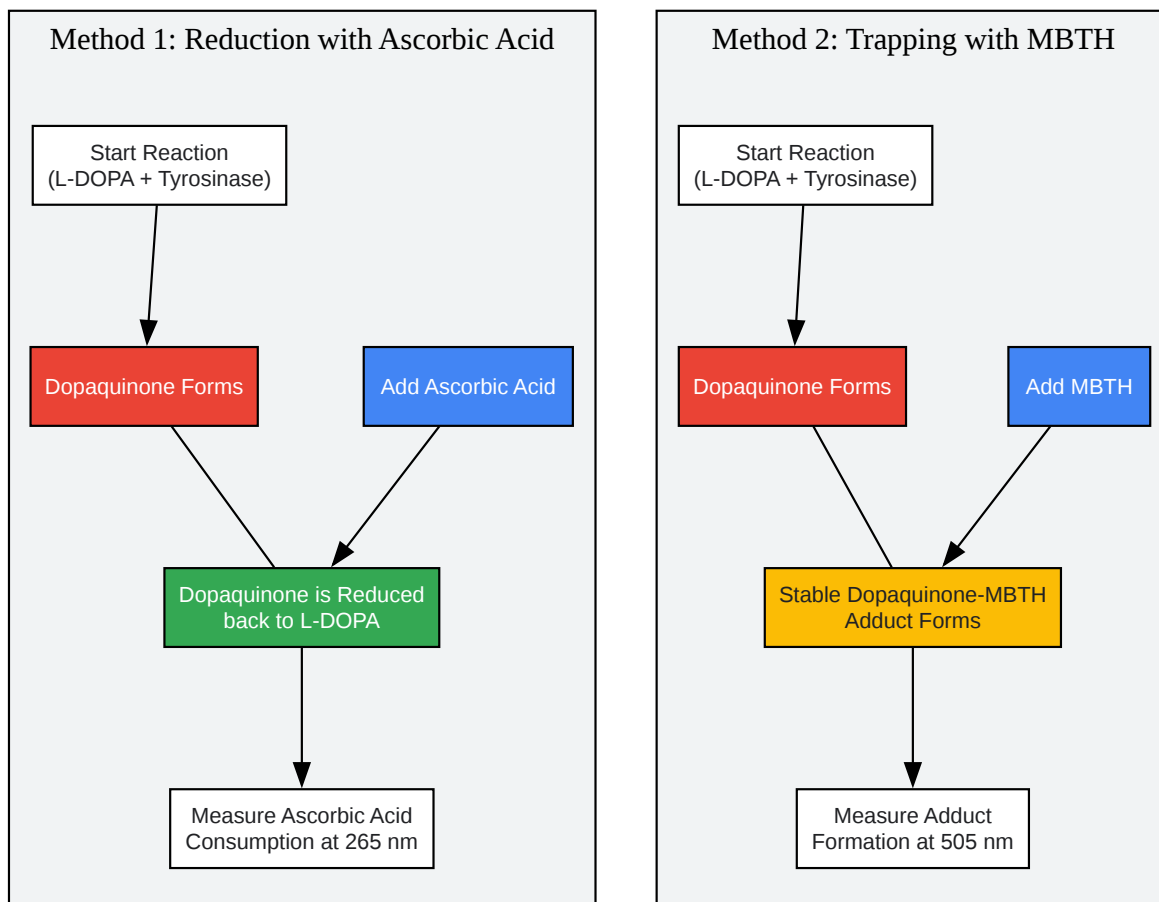 Method 1: Reduction with Ascorbic Acid
Start Reaction
(L-DOPA + Tyrosinase)
Dopaquinone Forms
Add Ascorbic Acid
Dopaquinone is Reduced
back to L-DOPA
Measure Ascorbic Acid
Consumption at 265 nm
Method 2: Trapping with MBTH
Start Reaction
(L-DOPA + Tyrosinase)
Dopaquinone Forms
Add MBTH
Stable Dopaquinone-MBTH
Adduct Forms
Measure Adduct
Formation at 505 nm